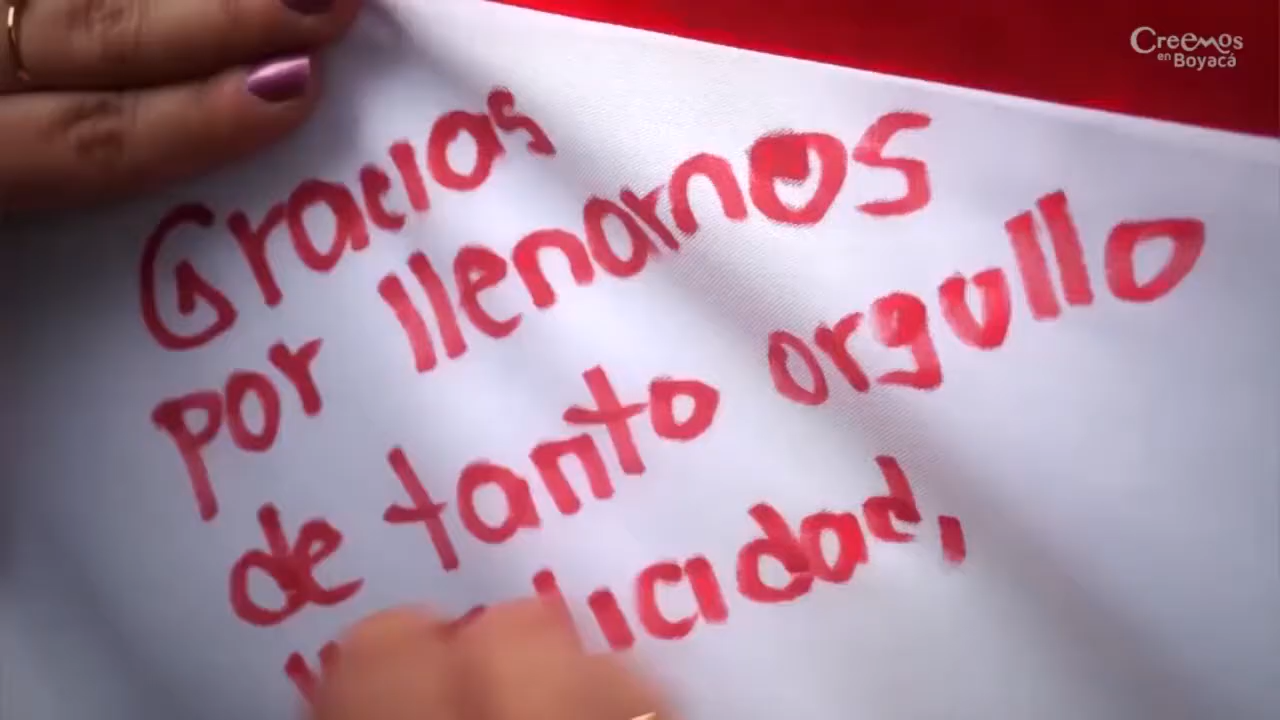 Creemos
en Boyacá
Gracias
por llenarnos
de tanto orgullo
licidad,